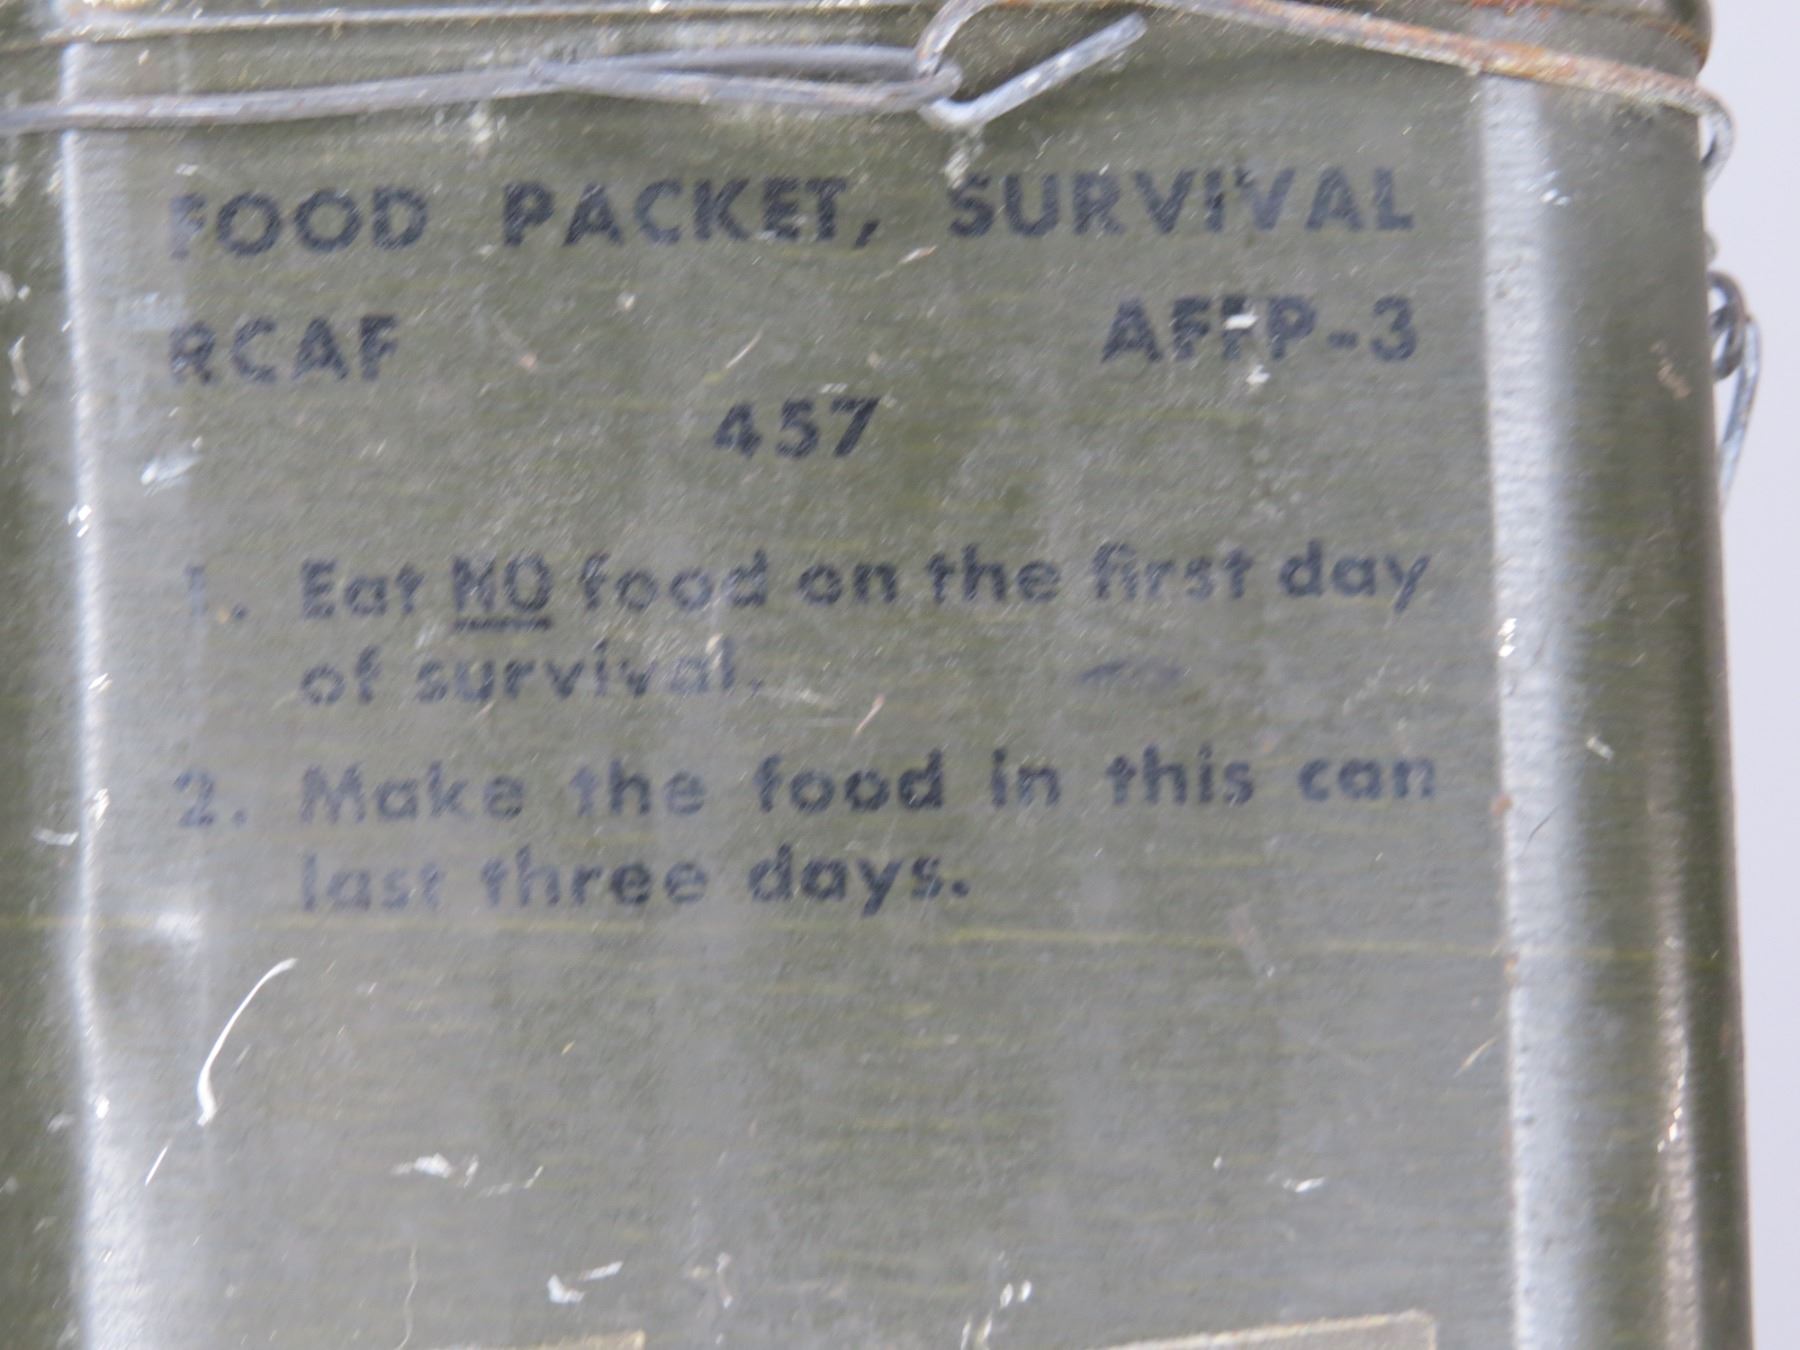 FOOD PACKET, SURVIVAL
RCAF AFFP-3
457
1. Eat NO food on the first day
of survival.
2. Make the food in this can
last three days.